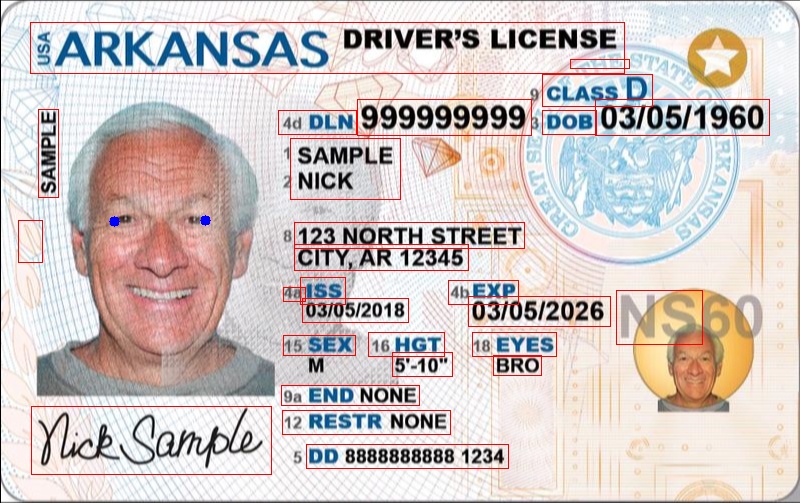 USA ARKANSAS DRIVER'S LICENSE
9 CLASS D
4d DLN 999999999 3 DOB 03/05/1960
SAMPLE
1 SAMPLE
2 NICK
8 123 NORTH STREET
CITY, AR 12345
4a ISS
03/05/2018
4b EXP
03/05/2026
NS60
15 SEX
M
16 HGT
5'-10"
18 EYES
BRO
9a END NONE
12 RESTR NONE
Nick Sample
5 DD 8888888888 1234
GREAT SEAL OF THE STATE OF ARKANSAS